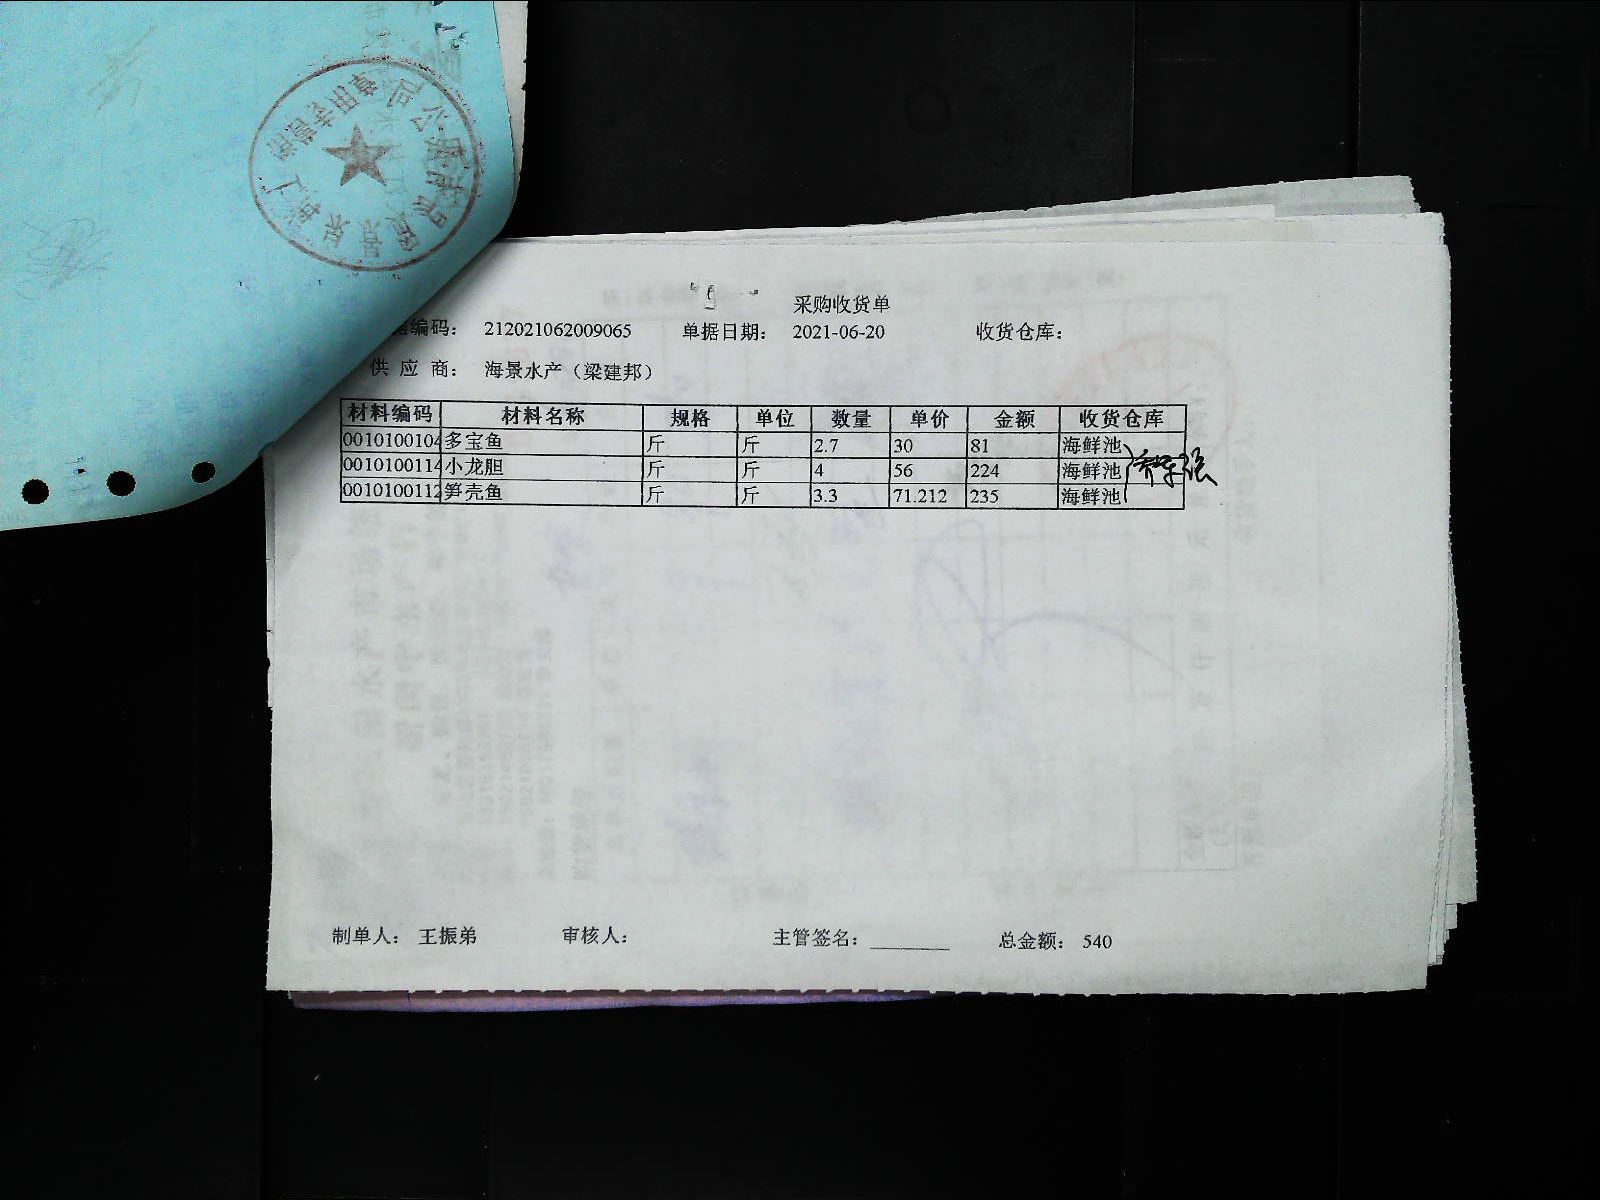 采购收货单
编码： 212021062009065 单据日期： 2021-06-20 收货仓库：
供 应 商： 海景水产（梁建邦）
材料编码 材料名称 规格 单位 数量 单价 金额 收货仓库
0010100104 多宝鱼 斤 斤 2.7 30 81 海鲜池
0010100114 小龙胆 斤 斤 4 56 224 海鲜池
0010100112 笋壳鱼 斤 斤 3.3 71.212 235 海鲜池
制单人： 王振弟 审核人： 主管签名： 总金额： 540